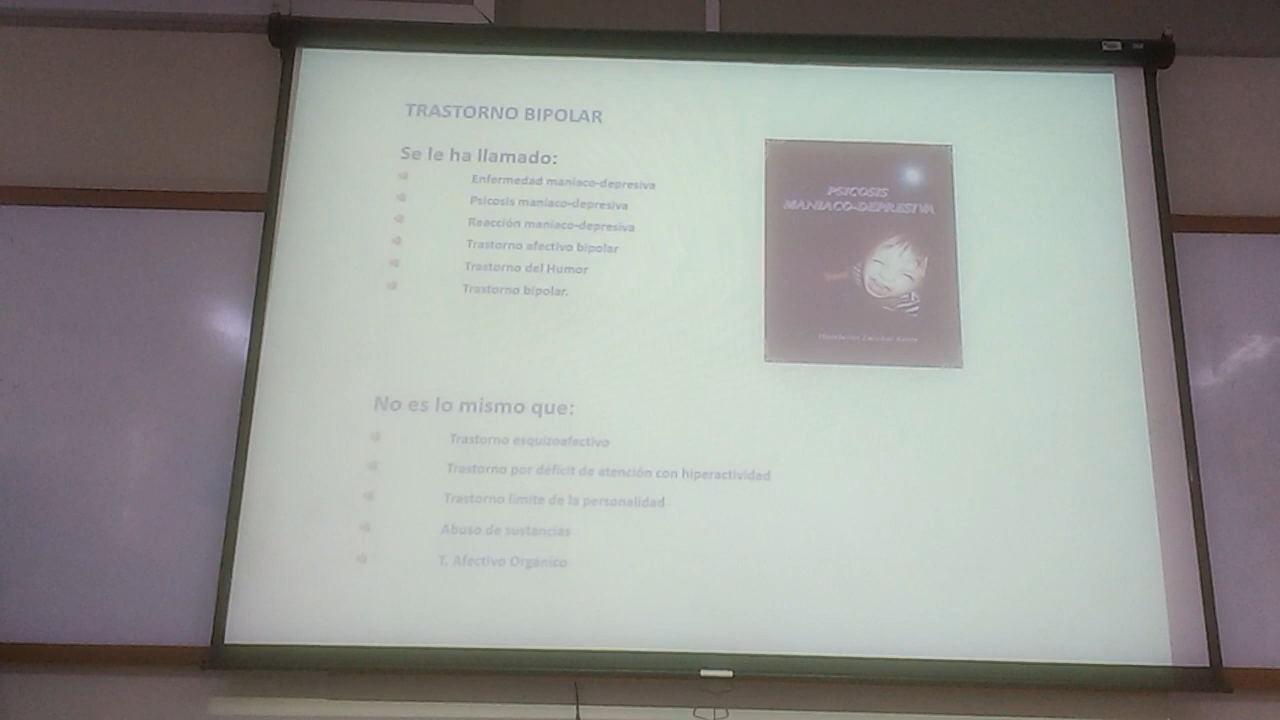 TRASTORNO BIPOLAR
Se le ha llamado:
Enfermedad maniaco-depresiva
Psicosis maniaco-depresiva
Reacción maniaco-depresiva
Trastorno afectivo bipolar
Trastorno del Humor
Trastorno bipolar.
PSICOSIS
MANIACO-DEPRESIVA
No es lo mismo que:
Trastorno esquizoafectivo
Trastorno por déficit de atención con hiperactividad
Trastorno limite de la personalidad
Abuso de sustancias
T. Afectivo Orgánico